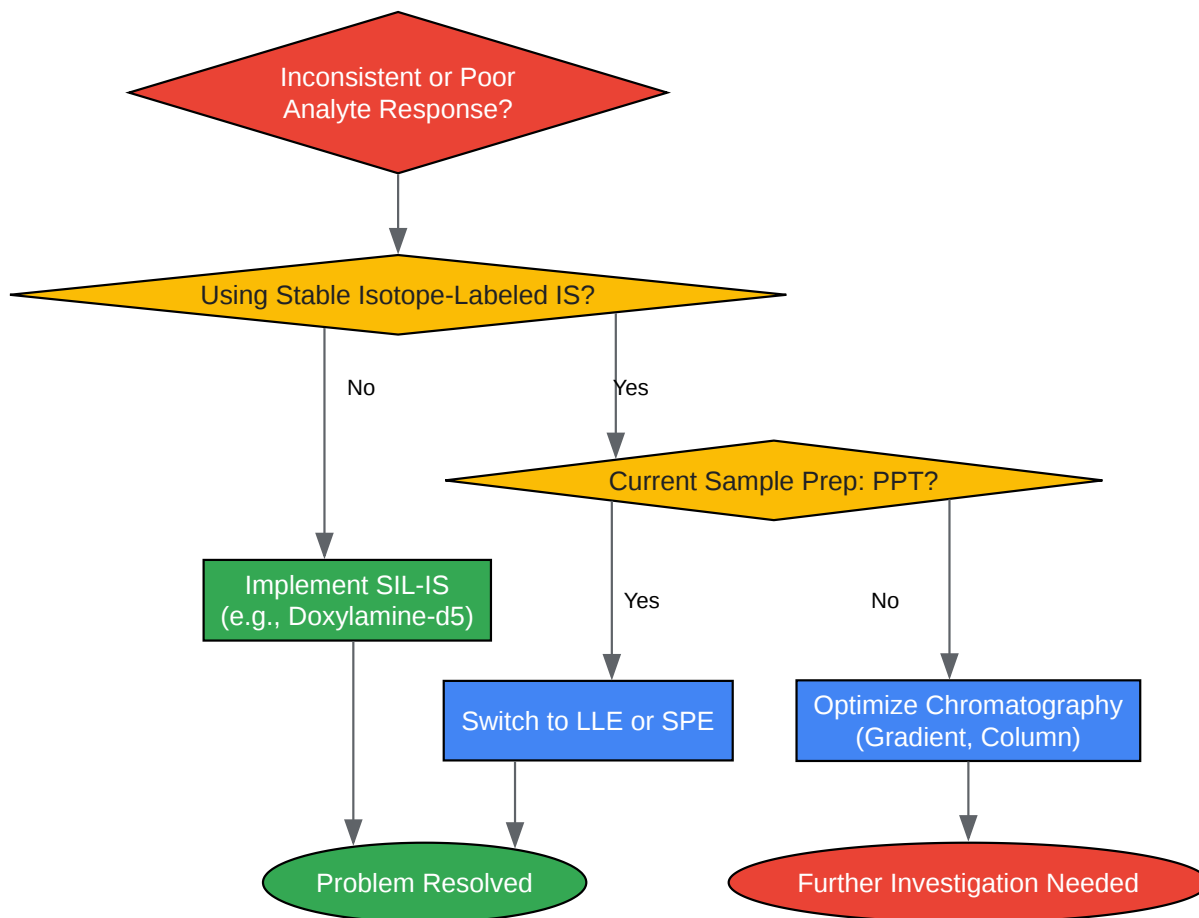 Inconsistent or Poor
Analyte Response?
Using Stable Isotope-Labeled IS?
No
Yes
Current Sample Prep: PPT?
Implement SIL-IS
(e.g., Doxylamine-d5)
Yes
No
Switch to LLE or SPE
Optimize Chromatography
(Gradient, Column)
Problem Resolved
Further Investigation Needed